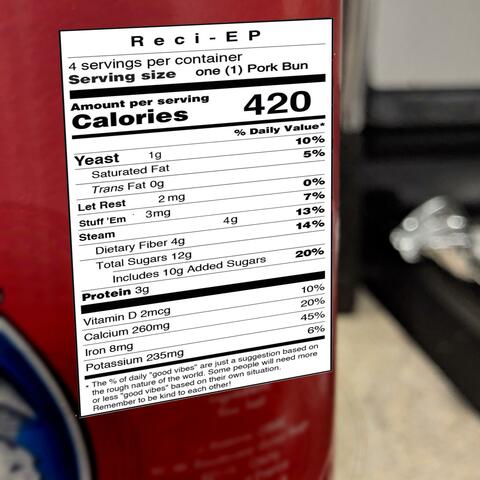 Reci-EP
4 servings per container
Serving size one (1) Pork Bun
Amount per serving
Calories 420
% Daily Value*
10%
Yeast 1g 5%
Saturated Fat
Trans Fat 0g 0%
Let Rest 2 mg 7%
Stuff 'Em 3mg 13%
Steam 4g 14%
Dietary Fiber 4g
Total Sugars 12g 20%
Includes 10g Added Sugars
Protein 3g
Vitamin D 2mcg 10%
Calcium 260mg 20%
Iron 8mg 45%
Potassium 235mg 6%
* The % of daily "good vibes" are just a suggestion based on
the rough nature of the world. Some people will need more
or less "good vibes" based on their own situation.
Remember to be kind to each other!